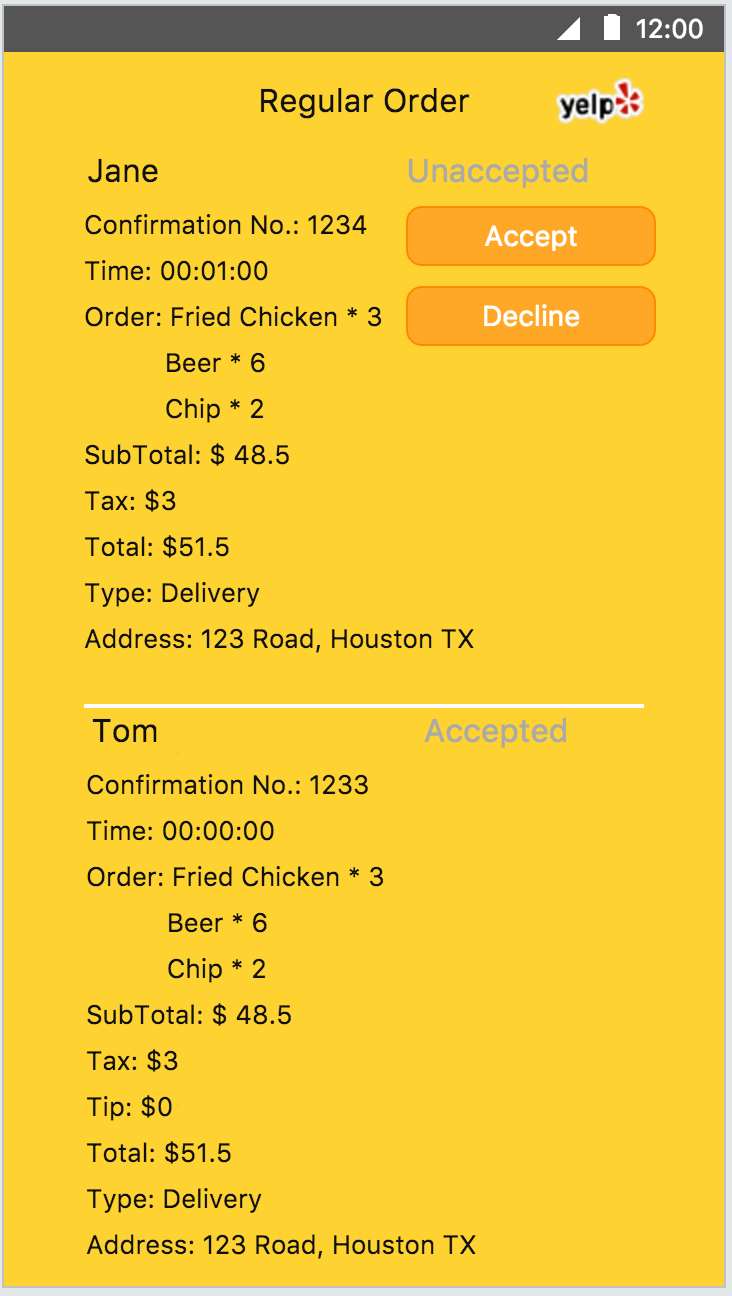 12:00
Regular Order
yelp
Jane
Unaccepted
Confirmation No.: 1234
Accept
Time: 00:01:00
Order: Fried Chicken * 3
Decline
Beer * 6
Chip * 2
SubTotal: $ 48.5
Tax: $3
Total: $51.5
Type: Delivery
Address: 123 Road, Houston TX
Tom
Accepted
Confirmation No.: 1233
Time: 00:00:00
Order: Fried Chicken * 3
Beer * 6
Chip * 2
SubTotal: $ 48.5
Tax: $3
Tip: $0
Total: $51.5
Type: Delivery
Address: 123 Road, Houston TX